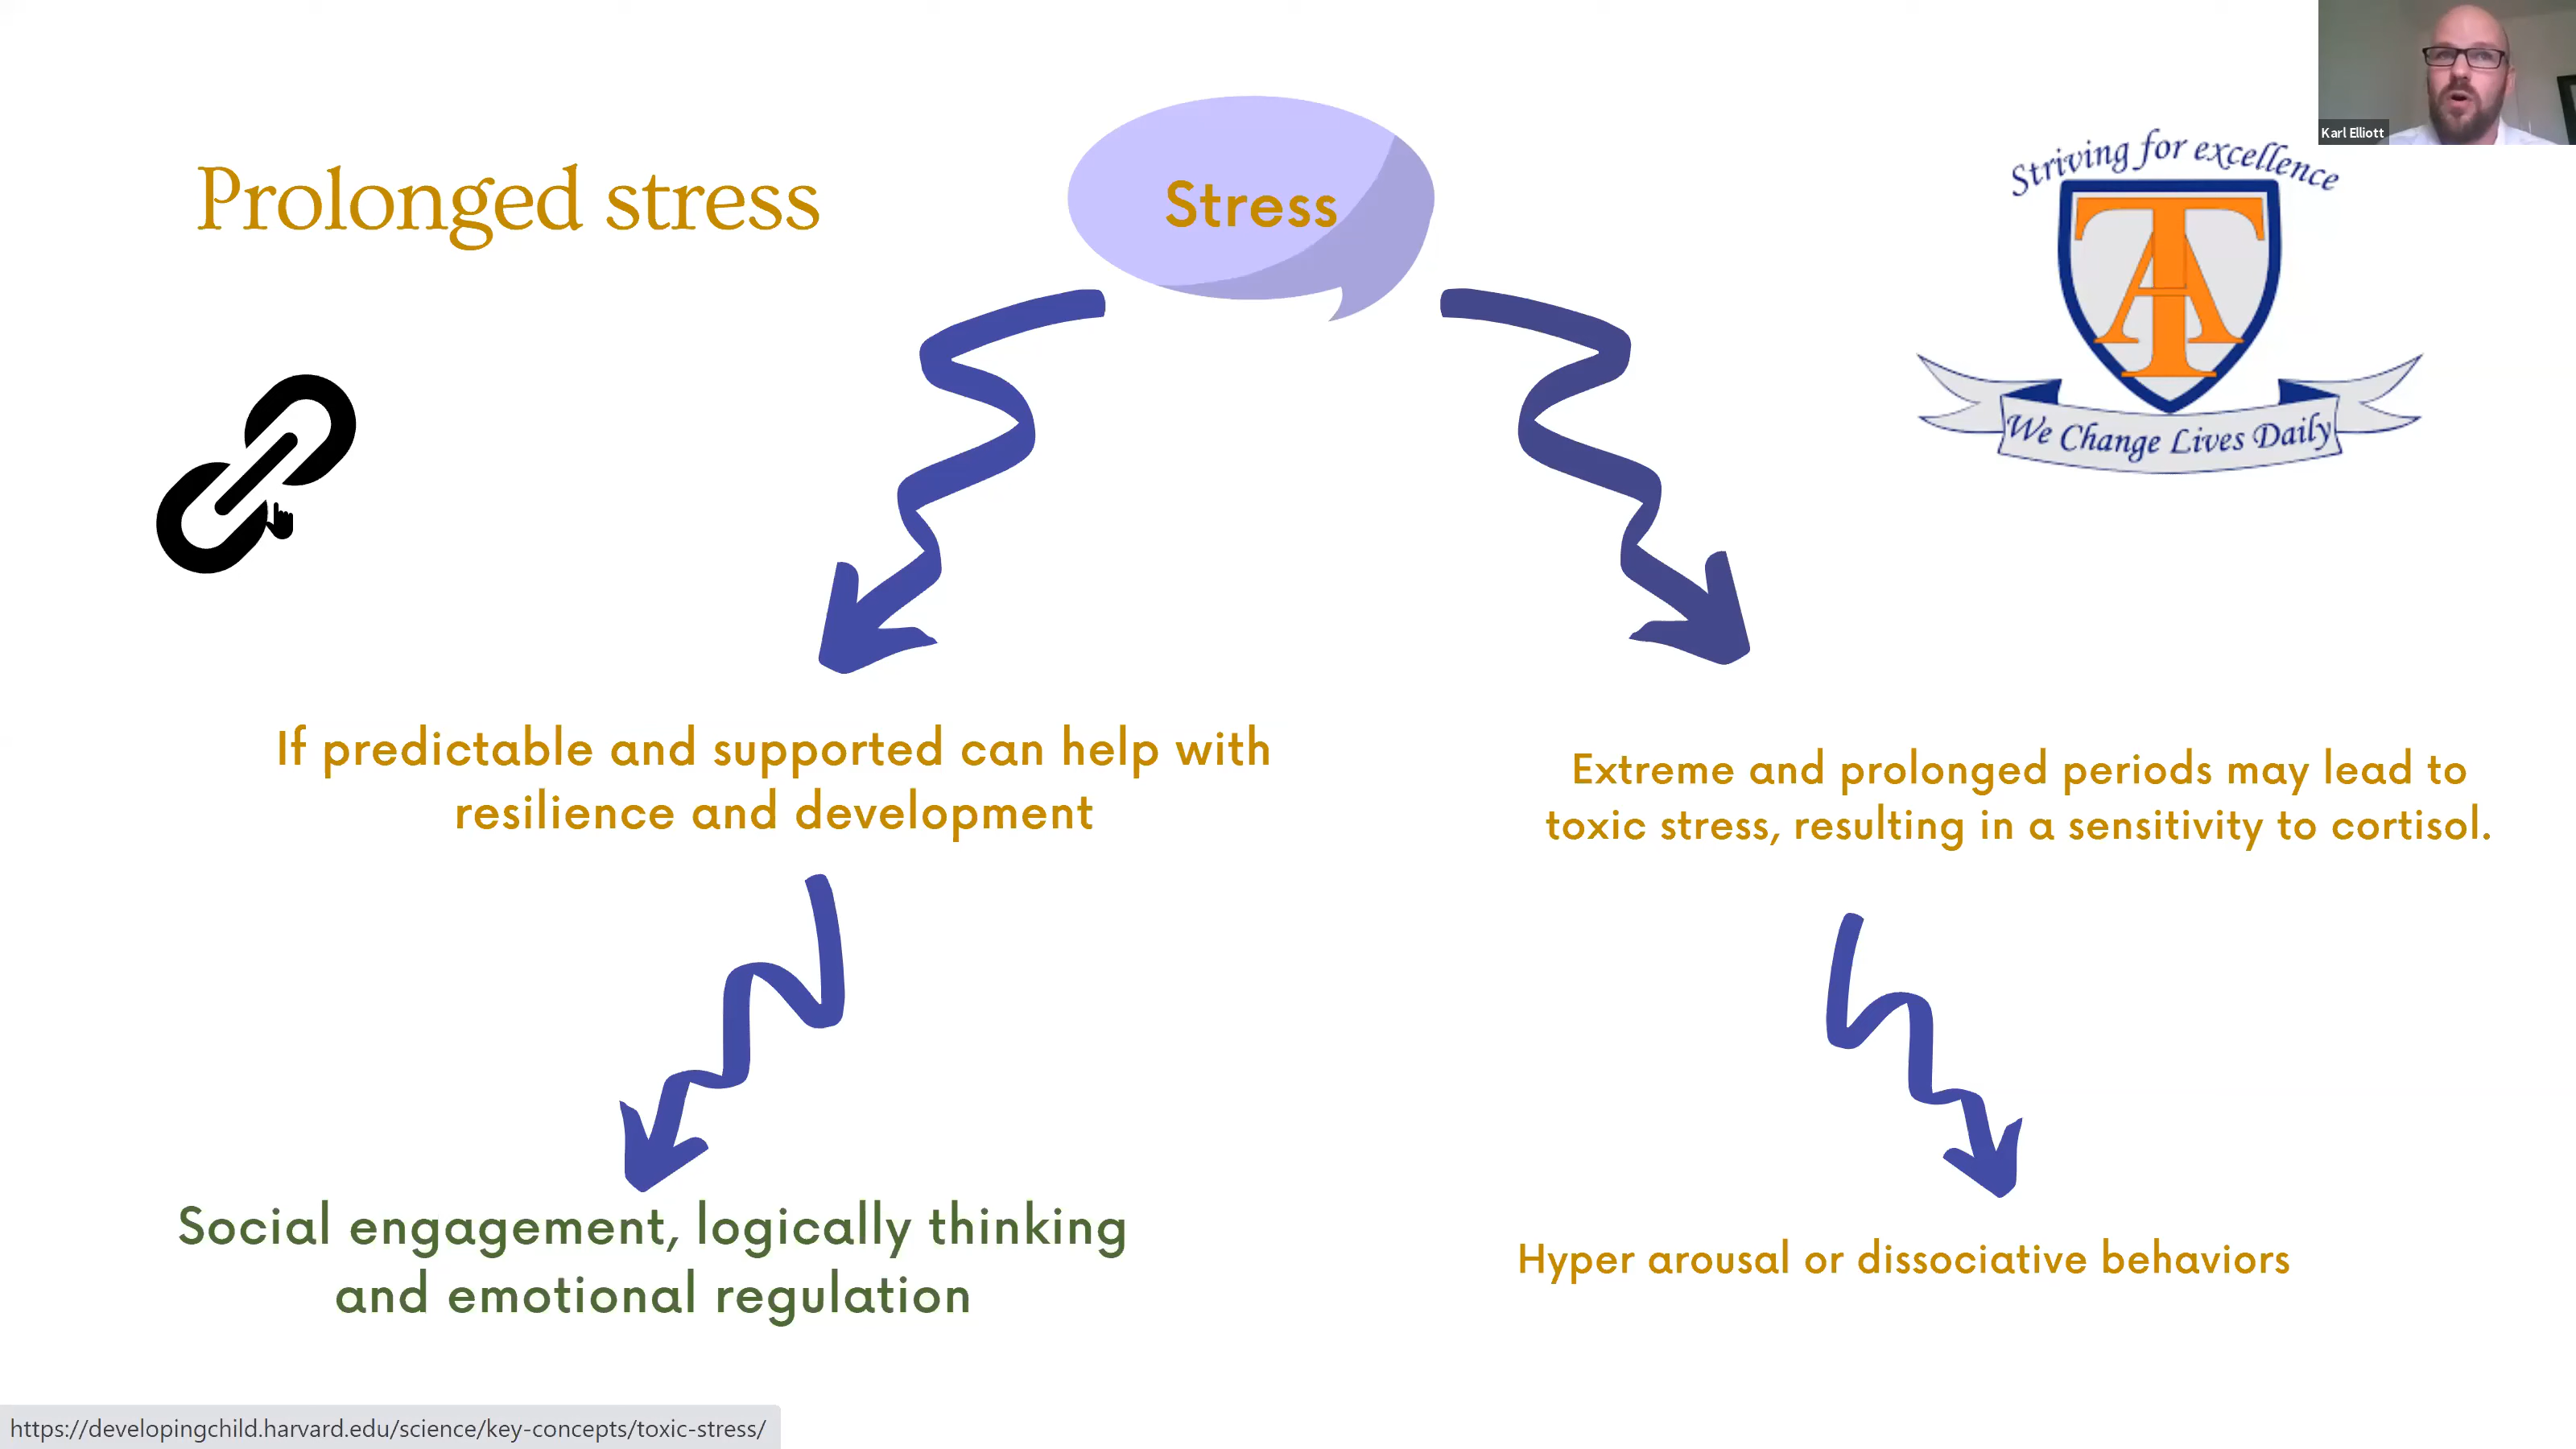 Karl Elliott
Prolonged stress
Stress
Striving for excellence
TA
We Change Lives Daily
If predictable and supported can help with
resilience and development
Extreme and prolonged periods may lead to
toxic stress, resulting in a sensitivity to cortisol.
Social engagement, logically thinking
and emotional regulation
Hyper arousal or dissociative behaviors
https://developingchild.harvard.edu/science/key-concepts/toxic-stress/